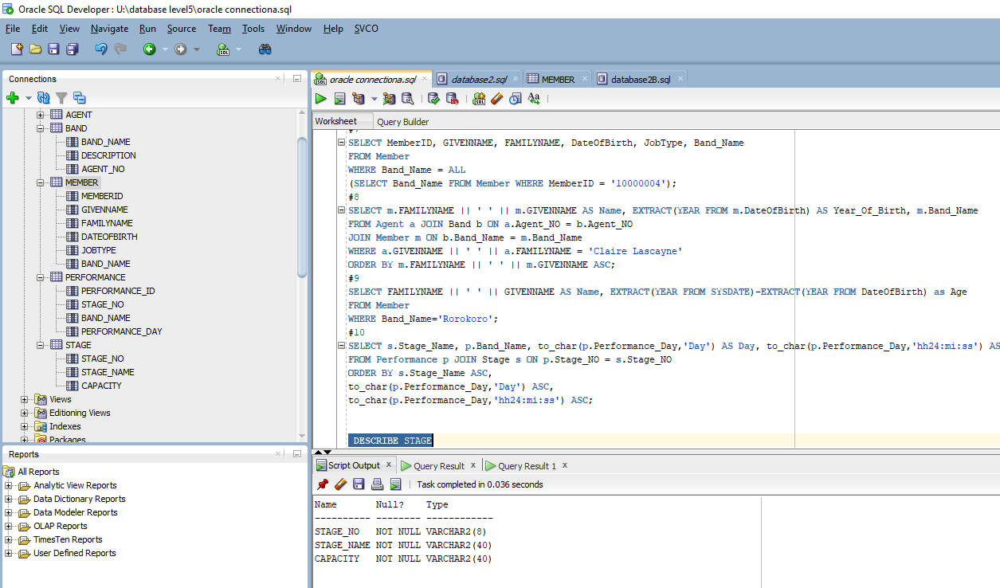 Oracle SQL Developer : U:\database level5\oracle connectiona.sql
File Edit View Navigate Run Source Team Tools Window Help SVCO
Connections
AGENT
BAND
BAND_NAME
DESCRIPTION
AGENT_NO
MEMBER
MEMBERID
GIVENNAME
FAMILYNAME
DATEOFBIRTH
JOBTYPE
BAND_NAME
PERFORMANCE
PERFORMANCE_ID
STAGE_NO
BAND_NAME
PERFORMANCE_DAY
STAGE
STAGE_NO
STAGE_NAME
CAPACITY
Views
Editioning Views
Indexes
Packages
Reports
All Reports
Analytic View Reports
Data Dictionary Reports
Data Modeler Reports
OLAP Reports
TimesTen Reports
User Defined Reports
oracle connectiona.sql database2.sql MEMBER database2B.sql
Worksheet Query Builder
#7
SELECT MemberID, GIVENNAME, FAMILYNAME, DateOfBirth, JobType, Band_Name
FROM Member
WHERE Band_Name = ALL
(SELECT Band_Name FROM Member WHERE MemberID = '10000004');
#8
SELECT m.FAMILYNAME || ' ' || m.GIVENNAME AS Name, EXTRACT(YEAR FROM m.DateOfBirth) AS Year_Of_Birth, m.Band_Name
FROM Agent a JOIN Band b ON a.Agent_NO = b.Agent_NO
JOIN Member m ON b.Band_Name = m.Band_Name
WHERE a.GIVENNAME || ' ' || a.FAMILYNAME = 'Claire Lascayne'
ORDER BY m.FAMILYNAME || ' ' || m.GIVENNAME ASC;
#9
SELECT FAMILYNAME || ' ' || GIVENNAME AS Name, EXTRACT(YEAR FROM SYSDATE)-EXTRACT(YEAR FROM DateOfBirth) as Age
FROM Member
WHERE Band_Name='Rorokoro';
#10
SELECT s.Stage_Name, p.Band_Name, to_char(p.Performance_Day,'Day') AS Day, to_char(p.Performance_Day,'hh24:mi:ss') AS
FROM Performance p JOIN Stage s ON p.Stage_NO = s.Stage_NO
ORDER BY s.Stage_Name ASC,
to_char(p.Performance_Day,'Day') ASC,
to_char(p.Performance_Day,'hh24:mi:ss') ASC;
DESCRIBE STAGE
Script Output Query Result Query Result 1
Task completed in 0.036 seconds
Name Null? Type
---------- -------- ------------
STAGE_NO NOT NULL VARCHAR2(8)
STAGE_NAME NOT NULL VARCHAR2(40)
CAPACITY NOT NULL VARCHAR2(40)